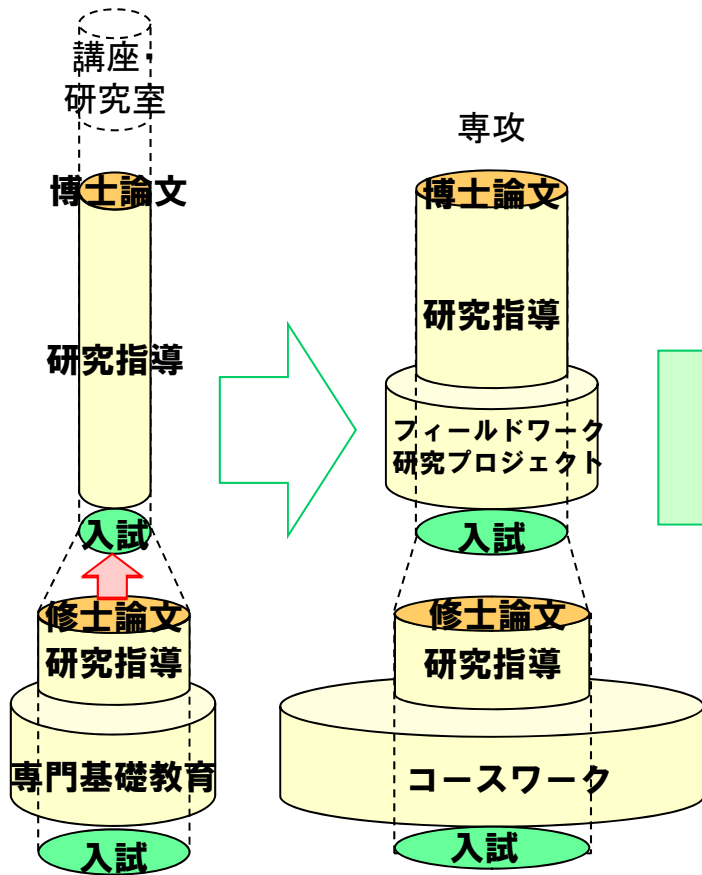 講座・
研究室
博士論文
研究指導
入試
修士論文
研究指導
専門基礎教育
入試
専攻
博士論文
研究指導
フィールドワーク
研究プロジェクト
入試
修士論文
研究指導
コースワーク
入試